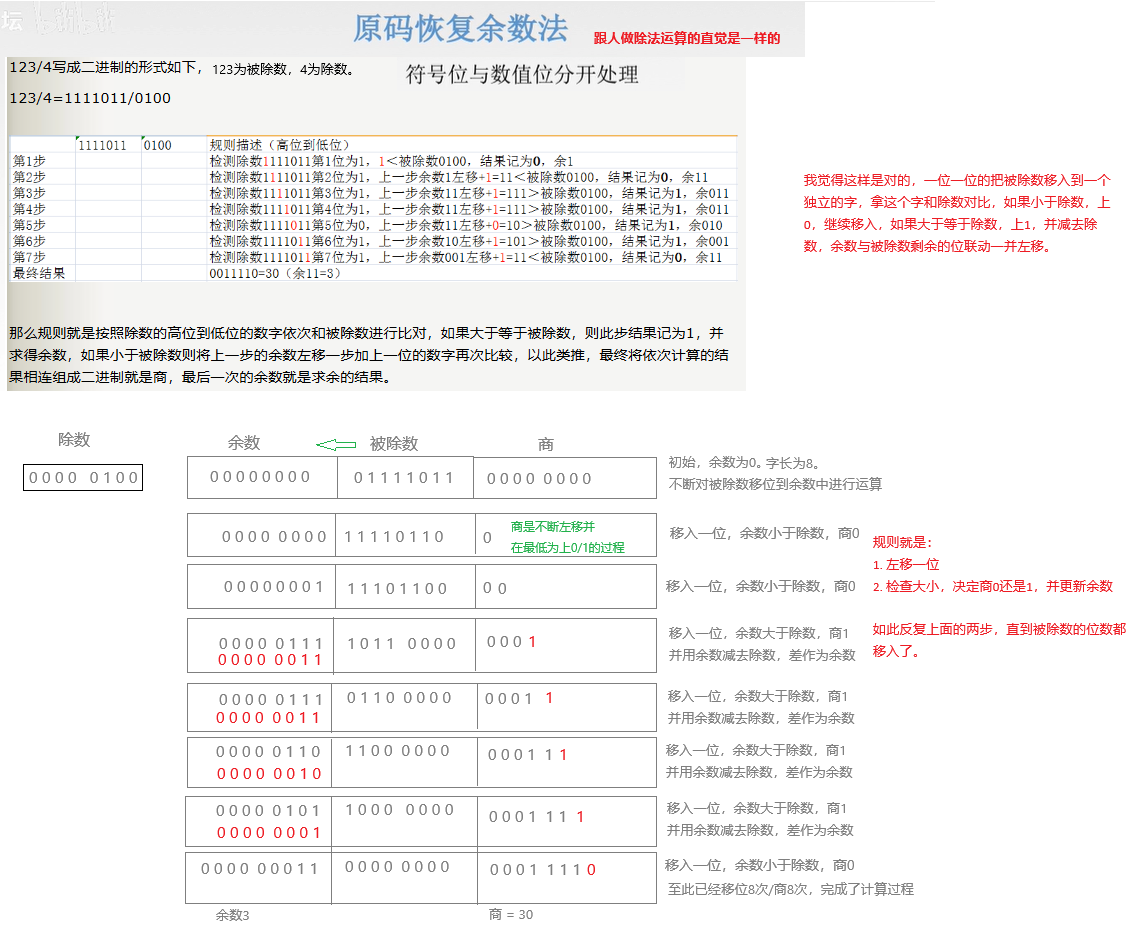 坛
原码恢复余数法
跟人做除法运算的直觉是一样的
123/4写成二进制的形式如下，123为被除数，4为除数。
符号位与数值位分开处理
123/4=1111011/0100
1111011 0100 规则描述（高位到低位）
第1步 检测除数1111011第1位为1，1＜被除数0100，结果记为0，余1
第2步 检测除数1111011第2位为1，上一步余数1左移+1=11＜被除数0100，结果记为0，余11
第3步 检测除数1111011第3位为1，上一步余数11左移+1=111＞被除数0100，结果记为1，余011
第4步 检测除数1111011第4位为1，上一步余数11左移+1=111＞被除数0100，结果记为1，余011
第5步 检测除数1111011第5位为0，上一步余数11左移+0=10＞被除数0100，结果记为1，余010
第6步 检测除数1111011第6位为1，上一步余数10左移+1=101＞被除数0100，结果记为1，余001
第7步 检测除数1111011第7位为1，上一步余数001左移+1=11＜被除数0100，结果记为0，余11
最终结果 0011110=30（余11=3）
我觉得这样是对的，一位一位的把被除数移入到一个
独立的字，拿这个字和除数对比，如果小于除数，上
0，继续移入，如果大于等于除数，上1，并减去除
数，余数与被除数剩余的位联动一并左移。
那么规则就是按照除数的高位到低位的数字依次和被除数进行比对，如果大于等于被除数，则此步结果记为1，并
求得余数，如果小于被除数则将上一步的余数左移一步加上一位的数字再次比较，以此类推，最终将依次计算的结
果相连组成二进制就是商，最后一次的余数就是求余的结果。
除数 余数 被除数 商
0000 0100 00000000 01111011 0000 0000
初始，余数为0。字长为8。
不断对被除数移位到余数中进行运算
0000 0000 11110110 0
商是不断左移并
在最低为上0/1的过程
移入一位，余数小于除数，商0
00000001 11101100 00
移入一位，余数小于除数，商0
规则就是：
1. 左移一位
2. 检查大小，决定商0还是1，并更新余数
0000 0111 1011 0000 000 1
0000 0011
移入一位，余数大于除数，商1
并用余数减去除数，差作为余数
如此反复上面的两步，直到被除数的位数都
移入了。
0000 0111 0110 0000 0001 1
0000 0011
移入一位，余数大于除数，商1
并用余数减去除数，差作为余数
0000 0110 1100 0000 0001 1 1
0000 0010
移入一位，余数大于除数，商1
并用余数减去除数，差作为余数
0000 0101 1000 0000 0001 11 1
0000 0001
移入一位，余数大于除数，商1
并用余数减去除数，差作为余数
0000 00011 0000 0000 0001 1110
移入一位，余数小于除数，商0
至此已经移位8次/商8次，完成了计算过程
余数3 商 = 30